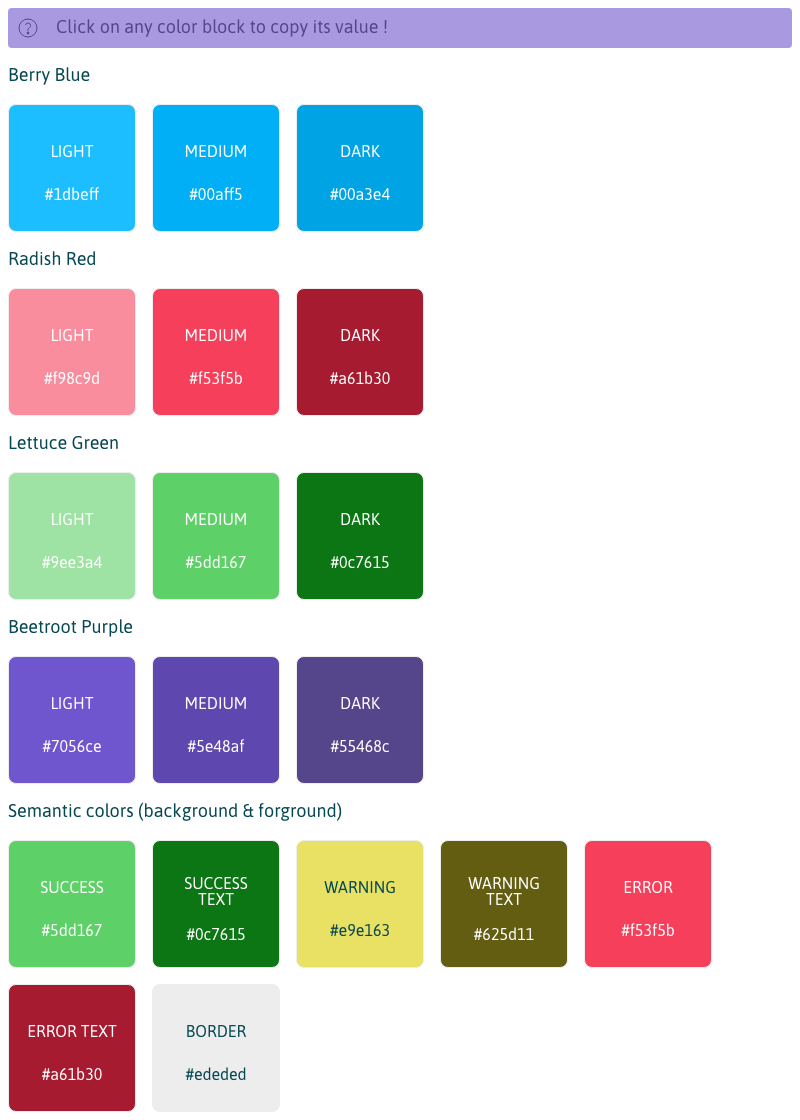 ? Click on any color block to copy its value !
Berry Blue
LIGHT MEDIUM DARK
#1dbeff #00aff5 #00a3e4
Radish Red
LIGHT MEDIUM DARK
#f98c9d #f53f5b #a61b30
Lettuce Green
LIGHT MEDIUM DARK
#9ee3a4 #5dd167 #0c7615
Beetroot Purple
LIGHT MEDIUM DARK
#7056ce #5e48af #55468c
Semantic colors (background & forground)
SUCCESS
#5dd167
SUCCESS
TEXT
#0c7615
WARNING
#e9e163
WARNING
TEXT
#625d11
ERROR
#f53f5b
ERROR TEXT
#a61b30
BORDER
#ededed